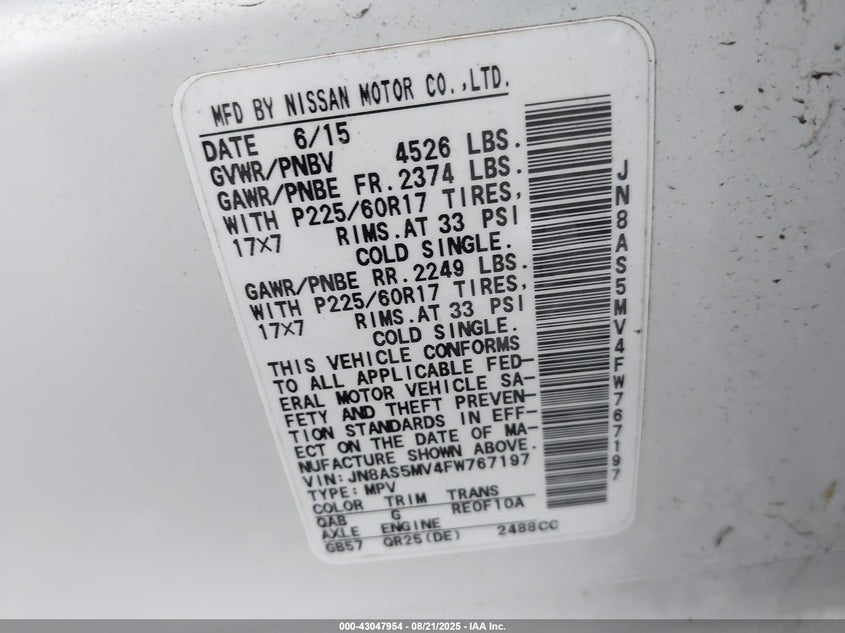 MFD BY NISSAN MOTOR CO.,LTD.
DATE 6/15
GVWR/PNBV 4526 LBS.
GAWR/PNBE FR.2374 LBS.
WITH P225/60R17 TIRES,
17X7 RIMS.AT 33 PSI
COLD SINGLE.
GAWR/PNBE RR.2249 LBS.
WITH P225/60R17 TIRES,
17X7 RIMS.AT 33 PSI
COLD SINGLE.
THIS VEHICLE CONFORMS
TO ALL APPLICABLE FED-
ERAL MOTOR VEHICLE SA-
FETY AND THEFT PREVEN-
TION STANDARDS IN EFF-
ECT ON THE DATE OF MA-
NUFACTURE SHOWN ABOVE.
VIN: JN8AS5MV4FW767197
TYPE: MPV
COLOR TRIM TRANS
QAB G RE0F10A
AXLE ENGINE
GB57 QR25(DE) 2488CC
JN8AS5MV4FW767197
000-43047954 - 08/21/2025 - IAA Inc.